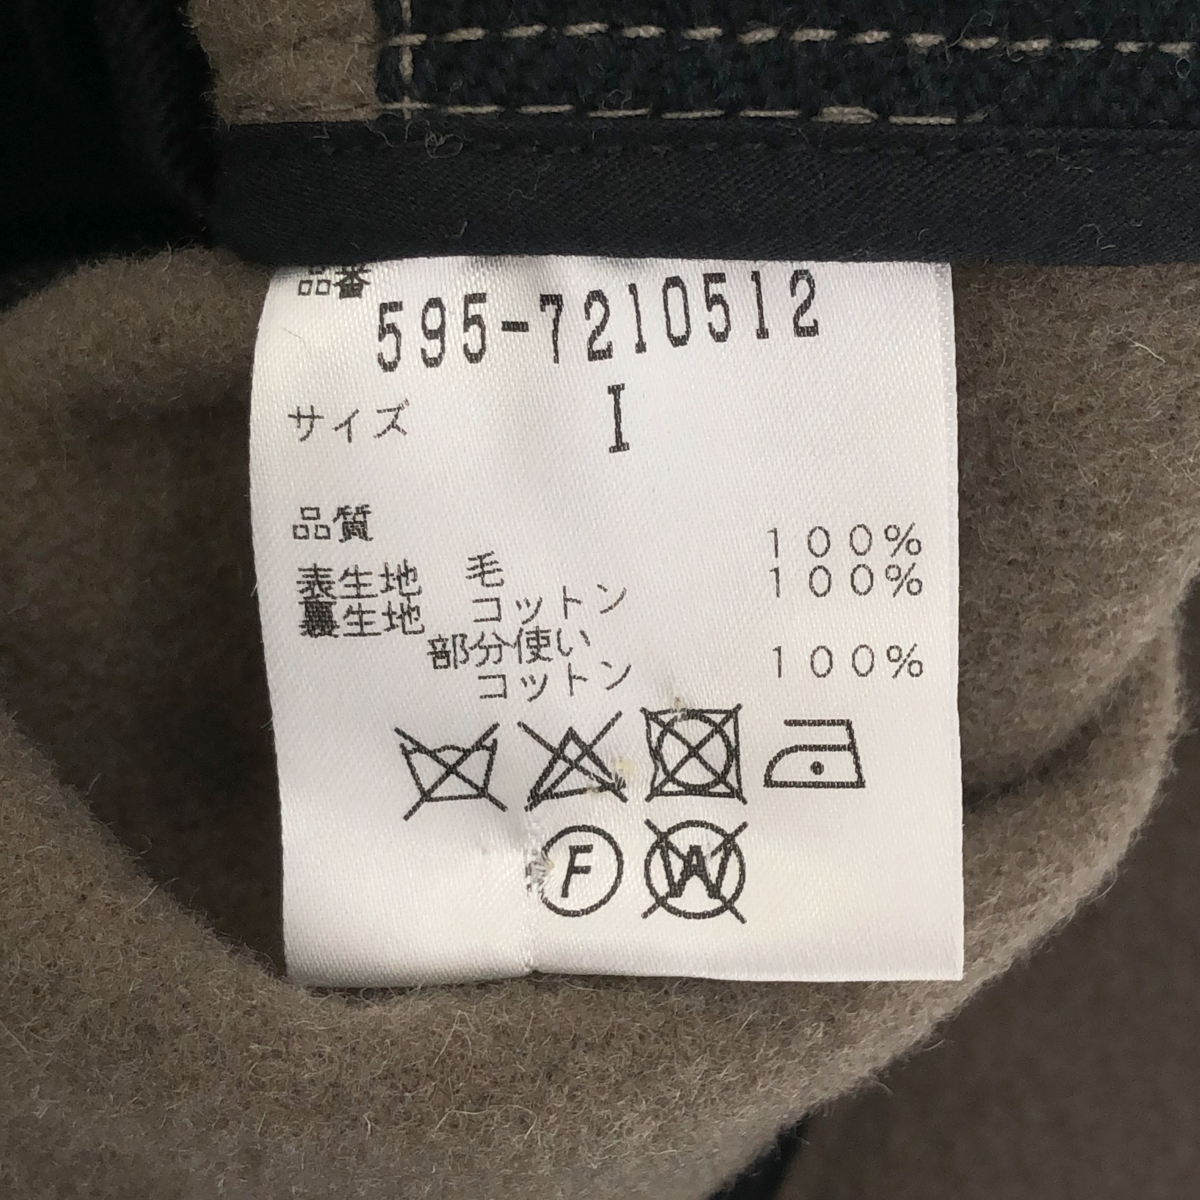 品番
595-7210512
サイズ I
品質
表生地 毛 100%
裏生地 コットン 100%
部分使い
コットン 100%
F
W